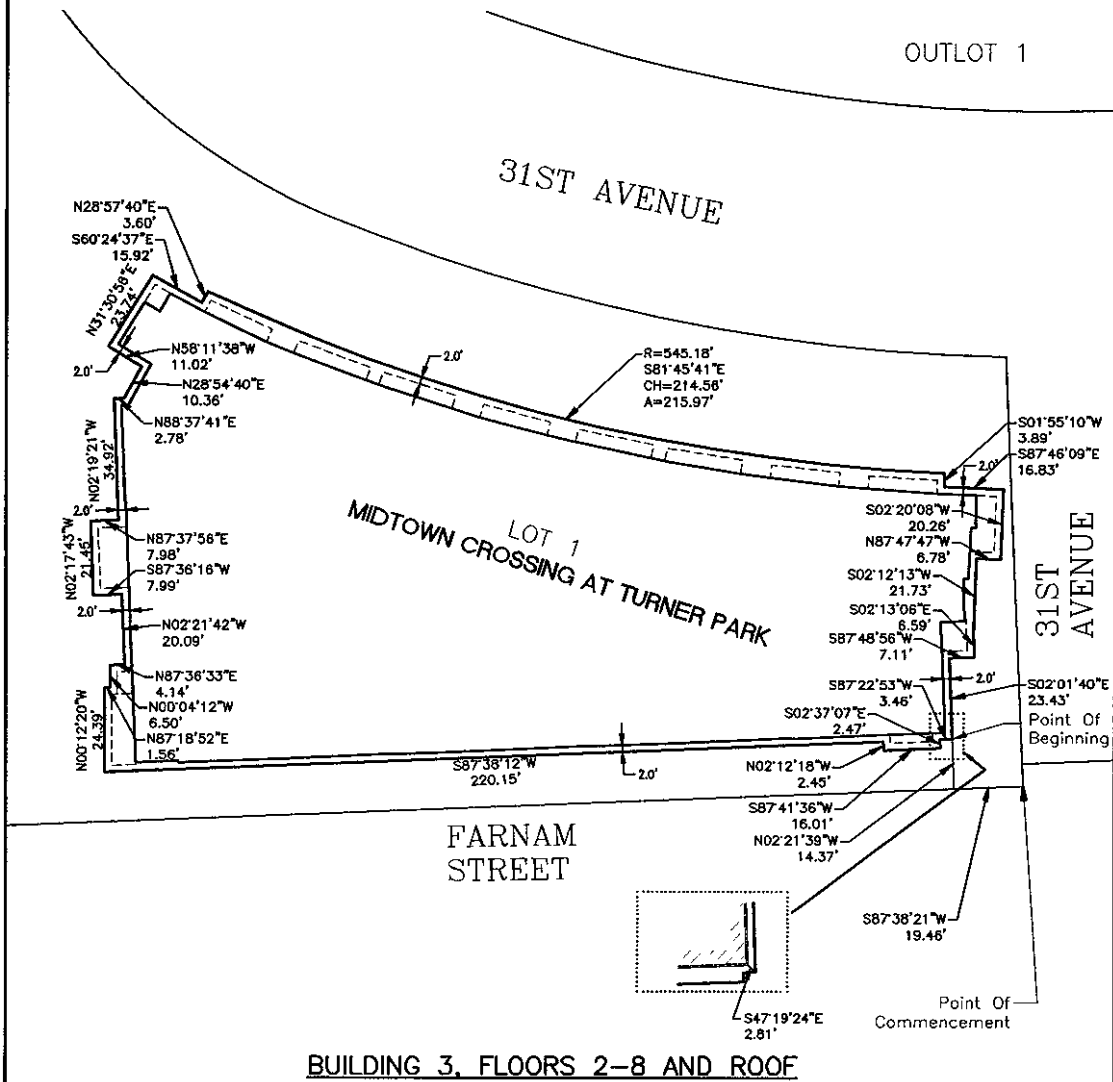 OUTLOT 1
31ST AVENUE
N28°57'40"E
3.60'
S60°24'37"E
15.92'
N31°30'58"E
23.74'
N58°11'38"W
11.02'
2.0'
N28°54'40"E
10.36'
N88°37'41"E
2.78'
N02°19'21"W
34.92'
2.0'
R=545.18'
S81°45'41"E
CH=214.56'
A=215.97'
S01°55'10"W
3.89'
S87°46'09"E
16.83'
2.0'
S02°20'08"W
20.26'
N87°47'47"W
6.78'
2.0'
N87°37'56"E
7.98'
N02°17'43"W
21.45'
S87°36'16"W
7.99'
2.0'
LOT 1
MIDTOWN CROSSING AT TURNER PARK
S02°12'13"W
21.73'
S02°13'06"E
6.59'
31ST
AVENUE
N02°21'42"W
20.09'
S87°48'56"W
7.11'
N87°36'33"E
4.14'
N00°04'12"W
6.50'
N00°12'20"W
24.39'
N87°18'52"E
1.56'
S87°22'53"W
3.46'
2.0'
S02°01'40"E
23.43'
S02°37'07"E
2.47'
Point Of
Beginning
S87°38'12"W
220.15'
2.0'
N02°12'18"W
2.45'
S87°41'36"W
16.01'
N02°21'39"W
14.37'
FARNAM
STREET
S87°38'21"W
19.46'
S47°19'24"E
2.81'
Point Of
Commencement
BUILDING 3, FLOORS 2-8 AND ROOF